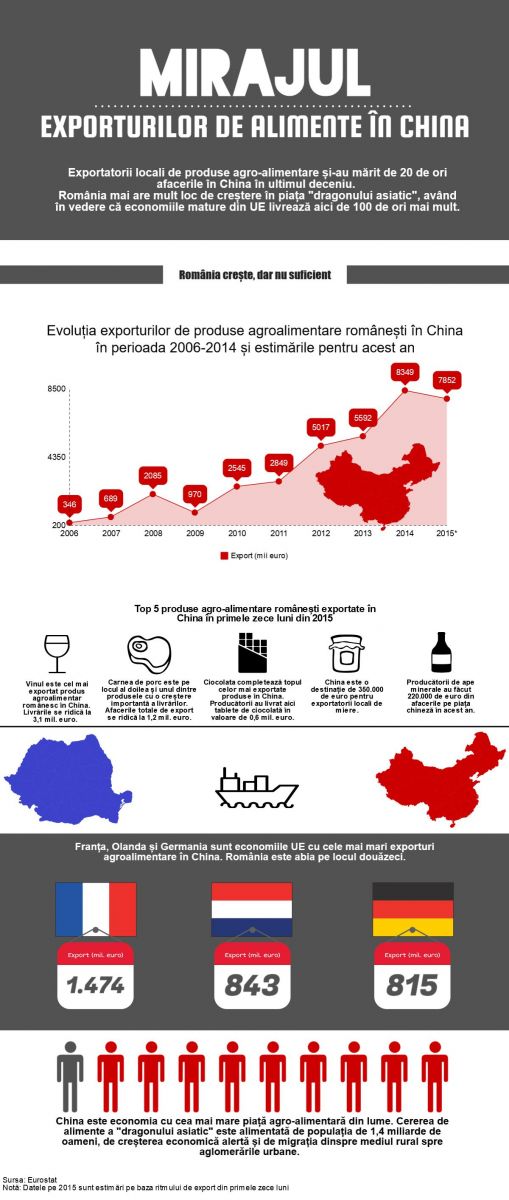 MIRAJUL
EXPORTURILOR DE ALIMENTE ÎN CHINA
Exportatorii locali de produse agro-alimentare și-au mărit de 20 de ori
afacerile în China în ultimul deceniu.
România mai are mult loc de creștere în piața "dragonului asiatic", având
în vedere că economiile mature din UE livrează aici de 100 de ori mai mult.
România crește, dar nu suficient
Evoluția exporturilor de produse agroalimentare românești în China
în perioada 2006-2014 și estimările pentru acest an
8500
4350
200
346
689
2085
970
2545
2849
5017
5592
8349
7852
2006 2007 2008 2009 2010 2011 2012 2013 2014 2015*
Export (mii euro)
Top 5 produse agro-alimentare românești exportate în
China în primele zece luni din 2015
Vinul este cel mai
exportat produs
agroalimentar
românesc în China.
Livrările se ridică la
3,1 mil. euro.
Carnea de porc este pe
locul al doilea și unul dintre
produsele cu o creștere
importantă a livrărilor.
Afacerile totale de export
se ridică la 1,2 mil. euro.
Ciocolata completează topul
celor mai exportate
produse în China.
Producătorii au livrat aici
tablete de ciocolată în
valoare de 0,6 mil. euro.
China este o
destinație de 350.000
de euro pentru
exportatorii locali de
miere.
Producătorii de ape
minerale au făcut
220.000 de euro din
afacerile pe piața
chineză în acest an.
Franța, Olanda și Germania sunt economiile UE cu cele mai mari exporturi
agroalimentare în China. România este abia pe locul douăzeci.
Export (mil. euro)
1.474
Export (mil. euro)
843
Export (mil. euro)
815
China este economia cu cea mai mare piață agro-alimentară din lume. Cererea de
alimente a "dragonului asiatic" este alimentată de populația de 1,4 miliarde de
oameni, de creșterea economică alertă și de migrația dinspre mediul rural spre
aglomerările urbane.
Sursa: Eurostat
Notă: Datele pe 2015 sunt estimări pe baza ritmului de export din primele zece luni